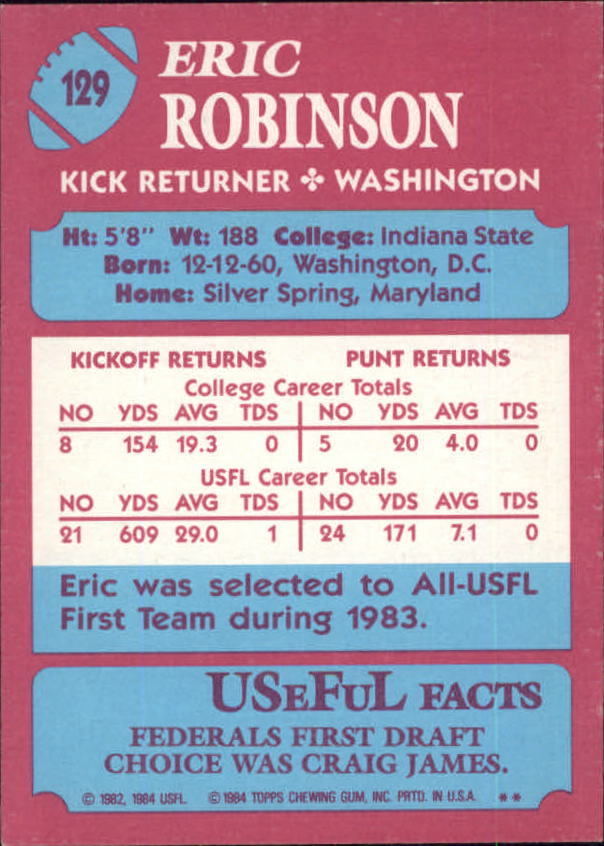 129
ERIC
ROBINSON
KICK RETURNER ✤ WASHINGTON
Ht: 5'8" Wt: 188 College: Indiana State
Born: 12-12-60, Washington, D.C.
Home: Silver Spring, Maryland
KICKOFF RETURNS PUNT RETURNS
College Career Totals
NO YDS AVG TDS NO YDS AVG TDS
8 154 19.3 0 5 20 4.0 0
USFL Career Totals
NO YDS AVG TDS NO YDS AVG TDS
21 609 29.0 1 24 171 7.1 0
Eric was selected to All-USFL
First Team during 1983.
USeFuL FACTS
FEDERALS FIRST DRAFT
CHOICE WAS CRAIG JAMES.
© 1982, 1984 USFL © 1984 TOPPS CHEWING GUM, INC. PRTD. IN U.S.A. **